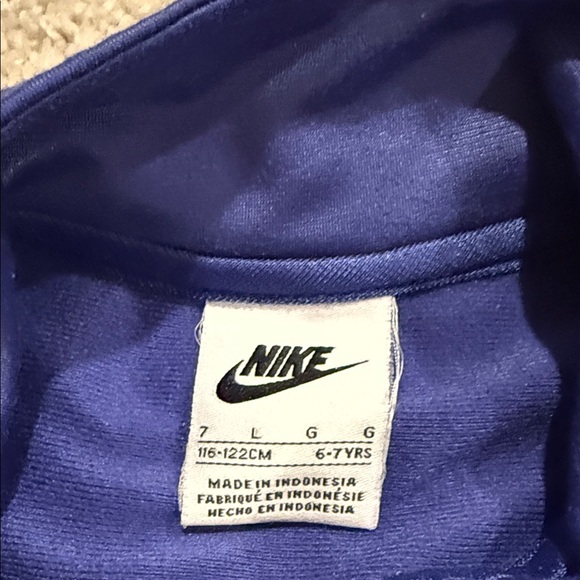 NIKE
7 L G G
116-122CM 6-7YRS
MADE IN INDONESIA
FABRIQUÉ EN INDONÉSIE
HECHO EN INDONESIA